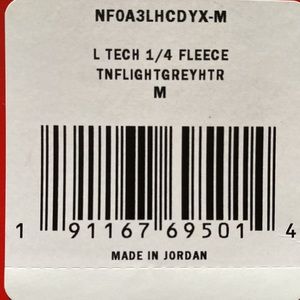 NF0A3LHCDYX-M
L TECH 1/4 FLEECE
TNFLIGHTGREYHTR
M
1 91167 69501 4
MADE IN JORDAN